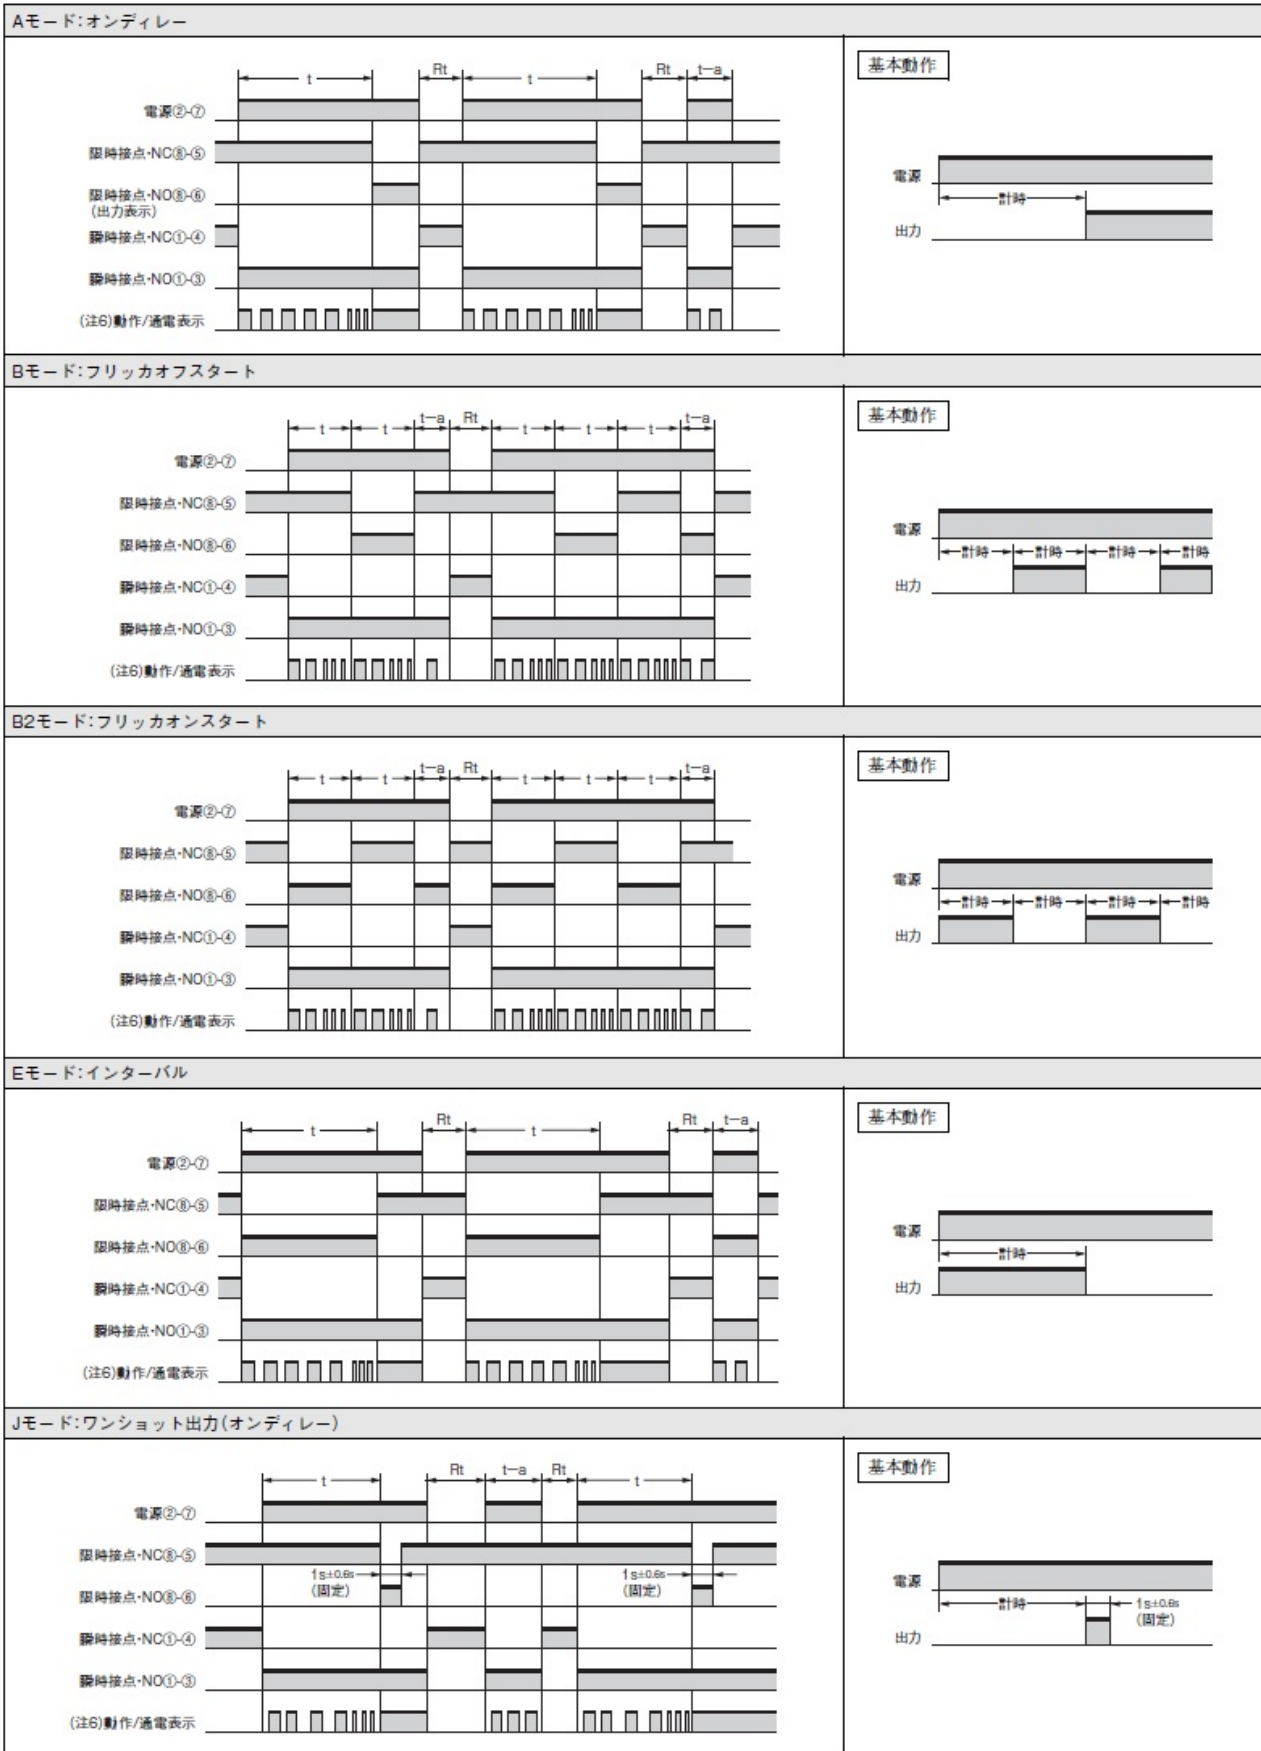 Aモード:オンディレー
基本動作
t Rt t Rt t−a
電源②-⑦
限時接点・NC⑧-⑤
限時接点・NO⑧-⑥
(出力表示)
瞬時接点・NC①-④
瞬時接点・NO①-③
(注6)動作/通電表示
電源
計時
出力
Bモード:フリッカオフスタート
基本動作
t t t−a Rt t t t t−a
電源②-⑦
限時接点・NC⑧-⑤
限時接点・NO⑧-⑥
瞬時接点・NC①-④
瞬時接点・NO①-③
(注6)動作/通電表示
電源
計時 計時 計時 計時
出力
B2モード:フリッカオンスタート
基本動作
t t t−a Rt t t t t−a
電源②-⑦
限時接点・NC⑧-⑤
限時接点・NO⑧-⑥
瞬時接点・NC①-④
瞬時接点・NO①-③
(注6)動作/通電表示
電源
計時 計時 計時 計時
出力
Eモード:インターバル
基本動作
t Rt t Rt t−a
電源②-⑦
限時接点・NC⑧-⑤
限時接点・NO⑧-⑥
瞬時接点・NC①-④
瞬時接点・NO①-③
(注6)動作/通電表示
電源
計時
出力
Jモード:ワンショット出力(オンディレー)
基本動作
t Rt t−a Rt t
電源②-⑦
限時接点・NC⑧-⑤
1s±0.6s 1s±0.6s
(固定) (固定)
限時接点・NO⑧-⑥
瞬時接点・NC①-④
瞬時接点・NO①-③
(注6)動作/通電表示
電源
計時 1s±0.6s
(固定)
出力